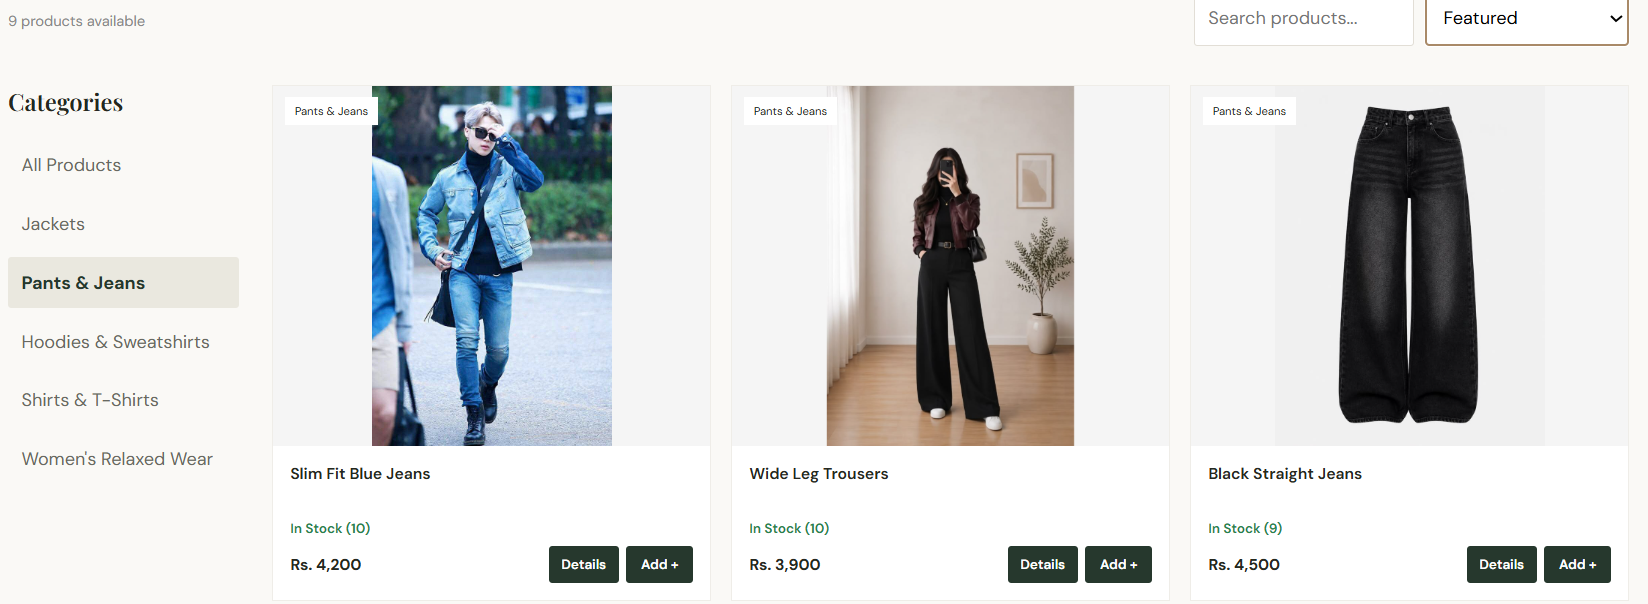 9 products available
Search products...
Featured
Categories
All Products
Jackets
Pants & Jeans
Hoodies & Sweatshirts
Shirts & T-Shirts
Women's Relaxed Wear
Pants & Jeans
Slim Fit Blue Jeans
In Stock (10)
Rs. 4,200
Details
Add +
Pants & Jeans
Wide Leg Trousers
In Stock (10)
Rs. 3,900
Details
Add +
Pants & Jeans
Black Straight Jeans
In Stock (9)
Rs. 4,500
Details
Add +